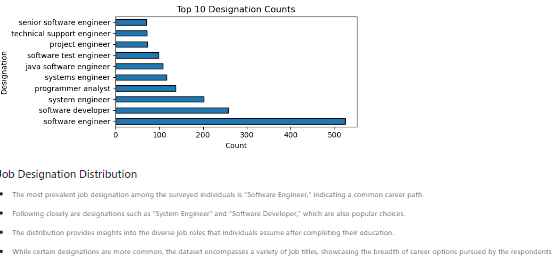 Top 10 Designation Counts
senior software engineer
technical support engineer
project engineer
software test engineer
java software engineer
systems engineer
programmer analyst
system engineer
software developer
software engineer
Designation
0 100 200 300 400 500
Count
Job Designation Distribution
The most prevalent job designation among the surveyed individuals is "Software Engineer," indicating a common career path.
Following closely are designations such as "System Engineer" and "Software Developer," which are also popular choices.
The distribution provides insights into the diverse job roles that individuals assume after completing their education.
While certain designations are more common, the dataset encompasses a variety of job titles, showcasing the breadth of career options pursued by the respondents